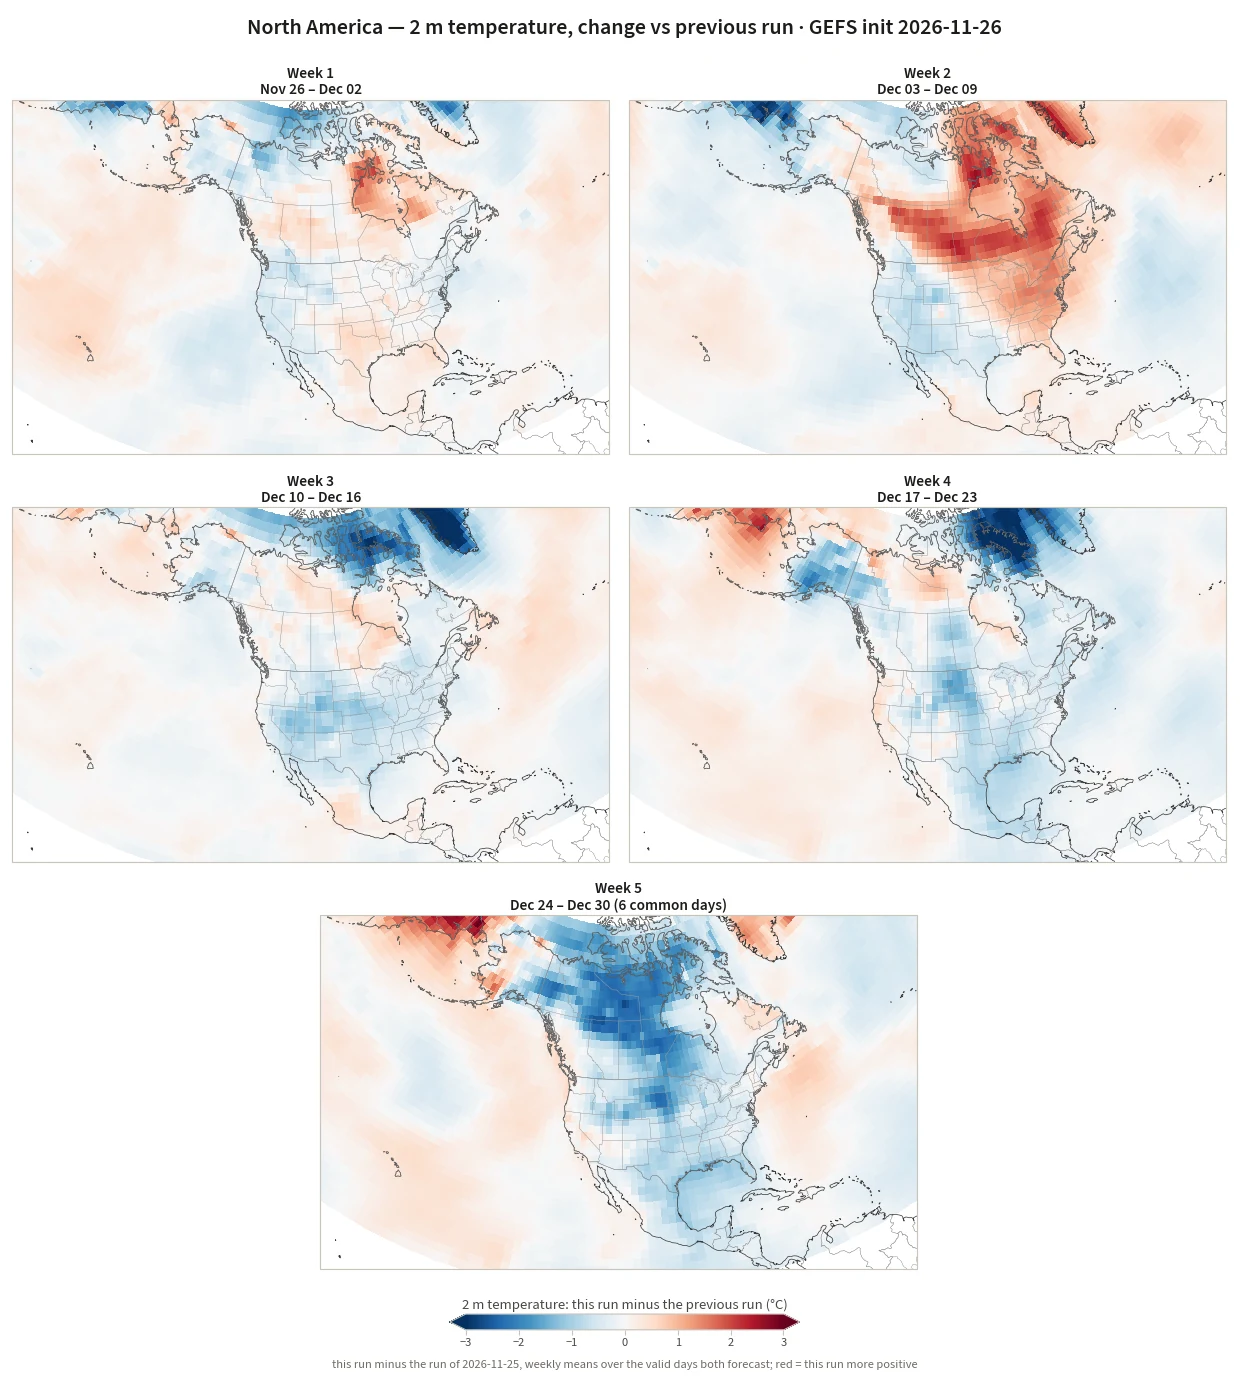 North America — 2 m temperature, change vs previous run · GEFS init 2026-11-26
Week 1
Nov 26 – Dec 02
Week 2
Dec 03 – Dec 09
Week 3
Dec 10 – Dec 16
Week 4
Dec 17 – Dec 23
Week 5
Dec 24 – Dec 30 (6 common days)
2 m temperature: this run minus the previous run (°C)
−3 −2 −1 0 1 2 3
this run minus the run of 2026-11-25, weekly means over the valid days both forecast; red = this run more positive